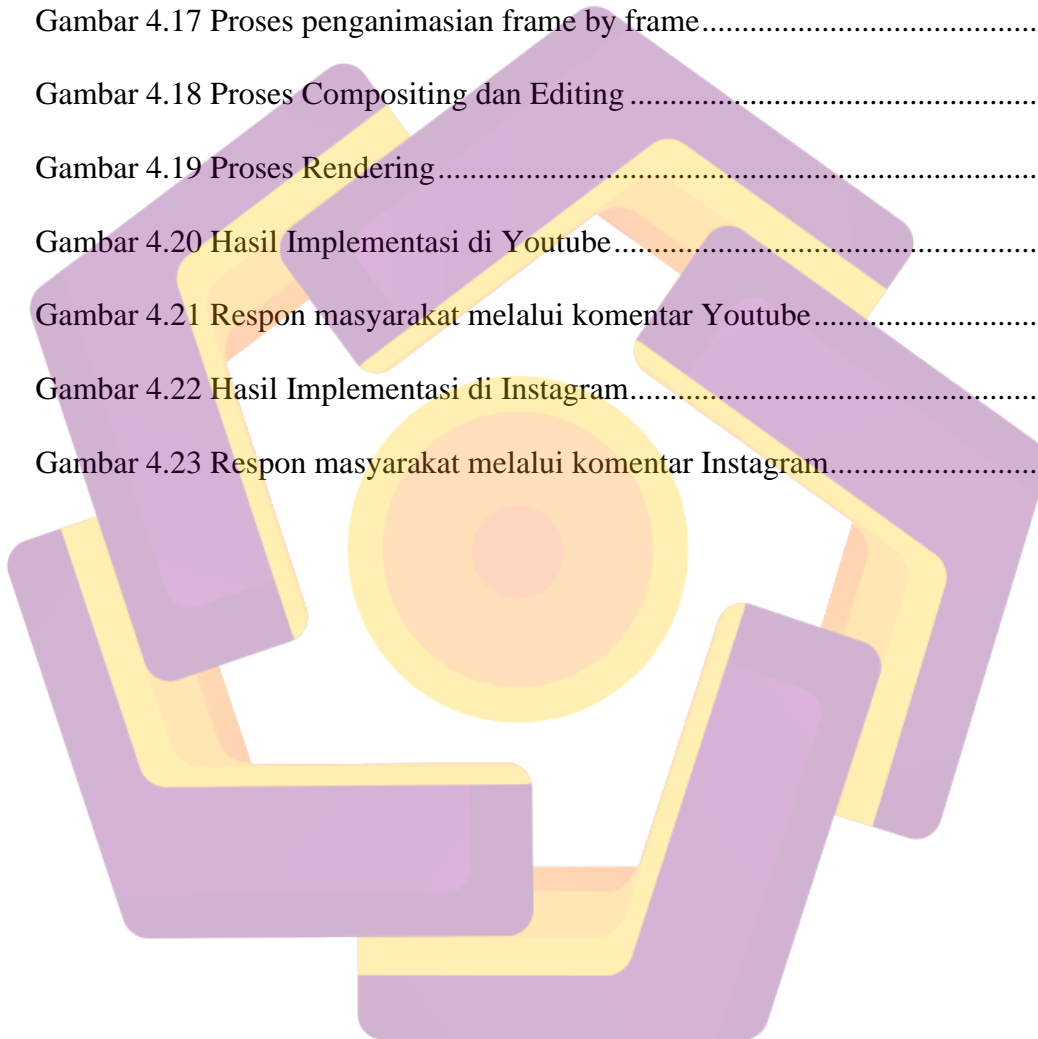 Gambar 4.17 Proses penganimasian frame by frame........................................
Gambar 4.18 Proses Compositing dan Editing.................................................
Gambar 4.19 Proses Rendering.........................................................................
Gambar 4.20 Hasil Implementasi di Youtube...................................................
Gambar 4.21 Respon masyarakat melalui komentar Youtube...........................
Gambar 4.22 Hasil Implementasi di Instagram.................................................
Gambar 4.23 Respon masyarakat melalui komentar Instagram.........................